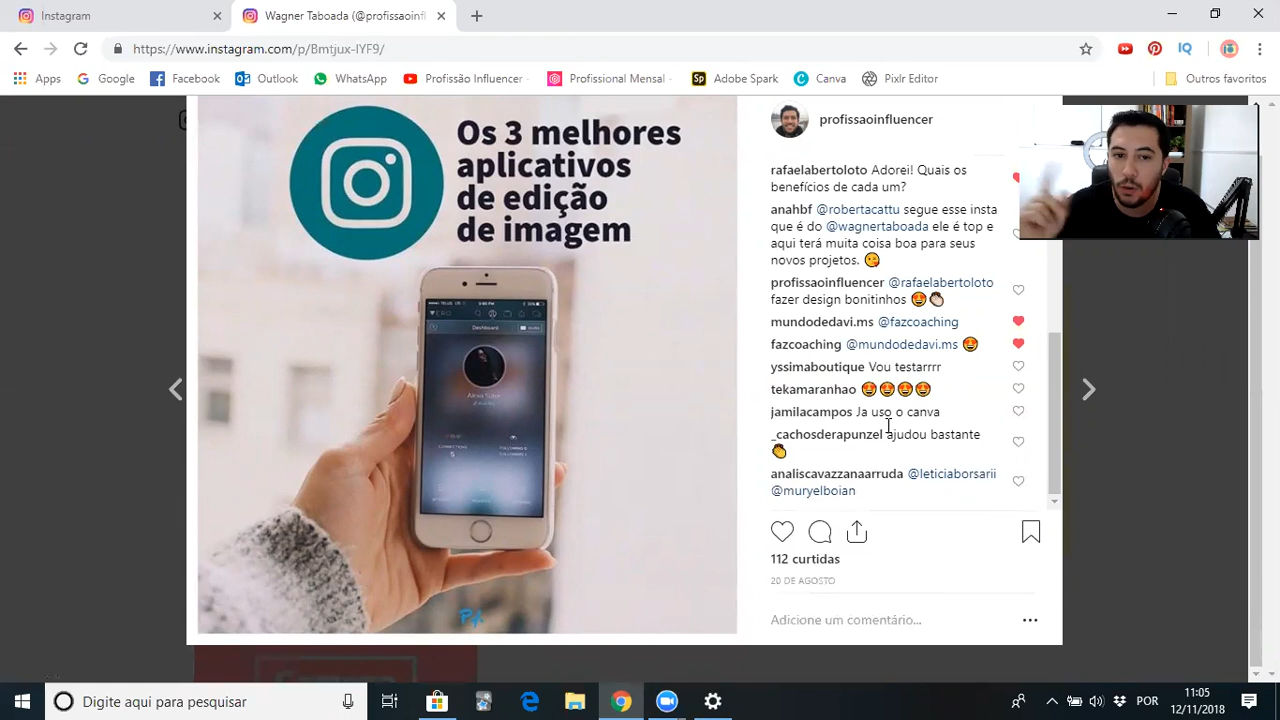 Instagram
Wagner Taboada (@profissaoinfl
https://www.instagram.com/p/Bmtjux-IYF9/
Apps
Google
Facebook
Outlook
WhatsApp
Profissão Influencer -
Profissional Mensal -
Adobe Spark
Canva
Pixlr Editor
Outros favoritos
Os 3 melhores
aplicativos
de edição
de imagem
Dashboard
profissaoinfluencer
rafaelabertoloto Adorei! Quais os
benefícios de cada um?
anahbf @robertacattu segue esse insta
que é do @wagnertaboada ele é top e
aqui terá muita coisa boa para seus
novos projetos. 😘
profissaoinfluencer @rafaelabertoloto
fazer design bonitinhos 🤩👏🏻
mundodedavi.ms @fazcoaching
fazcoaching @mundodedavi.ms 🤩
yssimaboutique Vou testarrrr
tekamaranhao 🤩🤩🤩🤩
jamilacampos Ja uso o canva
_cachosderapunzel ajudou bastante
👏
analiscavazzanaarruda @leticiaborsarii
@muryelboian
112 curtidas
20 DE AGOSTO
Adicione um comentário...
Digite aqui para pesquisar
POR
11:05
12/11/2018